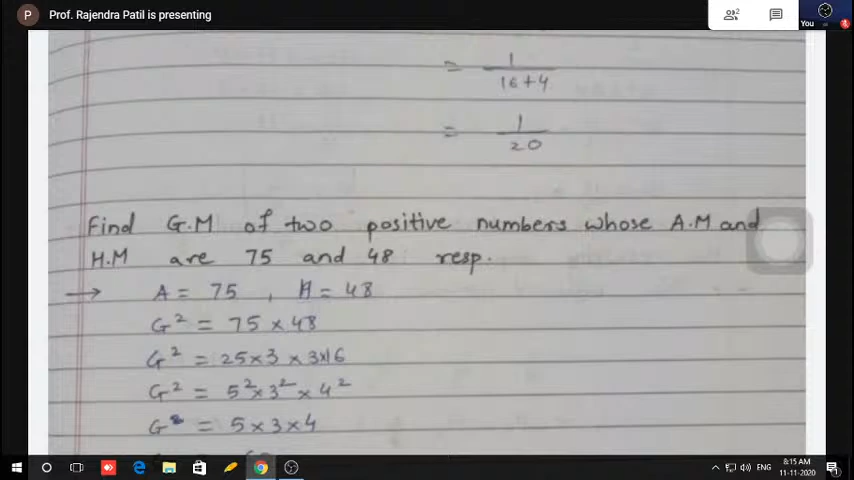 Prof. Rajendra Patil is presenting
2
You
= 1/16+4
= 1/20
Find G.M of two positive numbers whose A.M and
H.M are 75 and 48 resp.
→ A = 75 , H = 48
G² = 75 × 48
G² = 25×3 × 3×16
G² = 5²×3² × 4²
G = 5 × 3 × 4
ENG
8:15 AM
11-11-2020